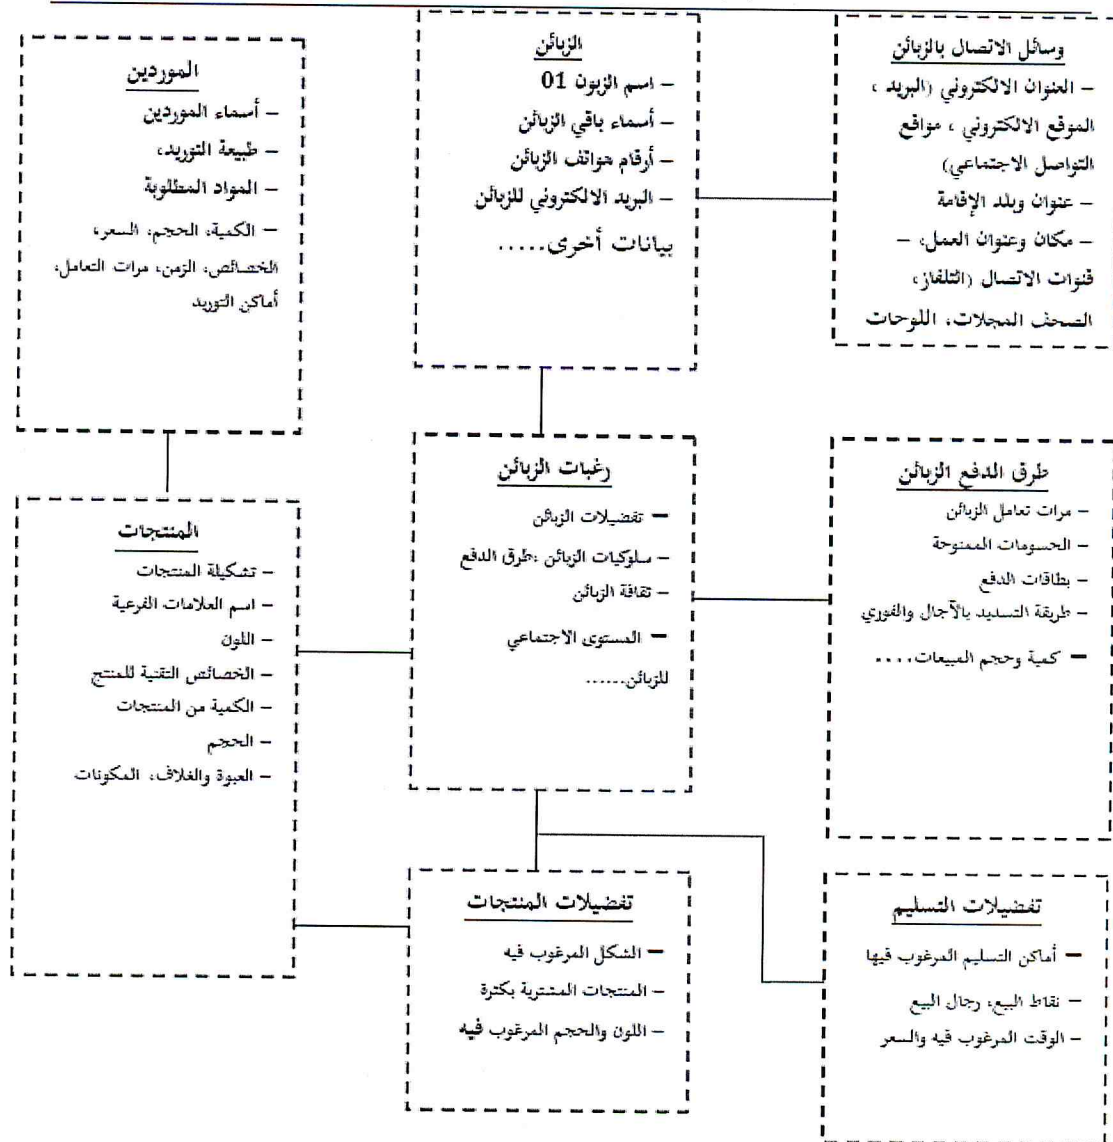 وسائل الاتصال بالزبائن
– العنوان الالكتروني (البريد ،
الموقع الالكتروني ، مواقع
التواصل الاجتماعي)
– عنوان وبلد الإقامة
– مكان وعنوان العمل، –
قنوات الاتصال (التلفاز،
الصحف المجلات، اللوحات
الزبائن
– اسم الزبون 01
– أسماء باقي الزبائن
– أرقام هواتف الزبائن
– البريد الالكتروني للزبائن
بيانات أخرى.....
الموردين
– أسماء الموردين
– طبيعة التوريد،
– المواد المطلوبة
– الكمية، الحجم، السعر،
الخصائص، الزمن، مرات التعامل،
أماكن التوريد
طرق الدفع الزبائن
– مرات تعامل الزبائن
– الحسومات الممنوحة
– بطاقات الدفع
– طريقة التسديد بالآجال والفوري
– كمية وحجم المبيعات....
رغبات الزبائن
– تفضيلات الزبائن
– سلوكيات الزبائن ،طرق الدفع
– ثقافة الزبائن
– المستوى الاجتماعي
للزبائن......
المنتجات
– تشكيلة المنتجات
– اسم العلامات الفرعية
– اللون
– الخصائص التقنية للمنتج
– الكمية من المنتجات
– الحجم
– العبوة والغلاف، المكونات
تفضيلات التسليم
– أماكن التسليم المرغوب فيها
– نقاط البيع، رجال البيع
– الوقت المرغوب فيه والسعر
تفضيلات المنتجات
– الشكل المرغوب فيه
– المنتجات المشترية بكثرة
– اللون والحجم المرغوب فيه